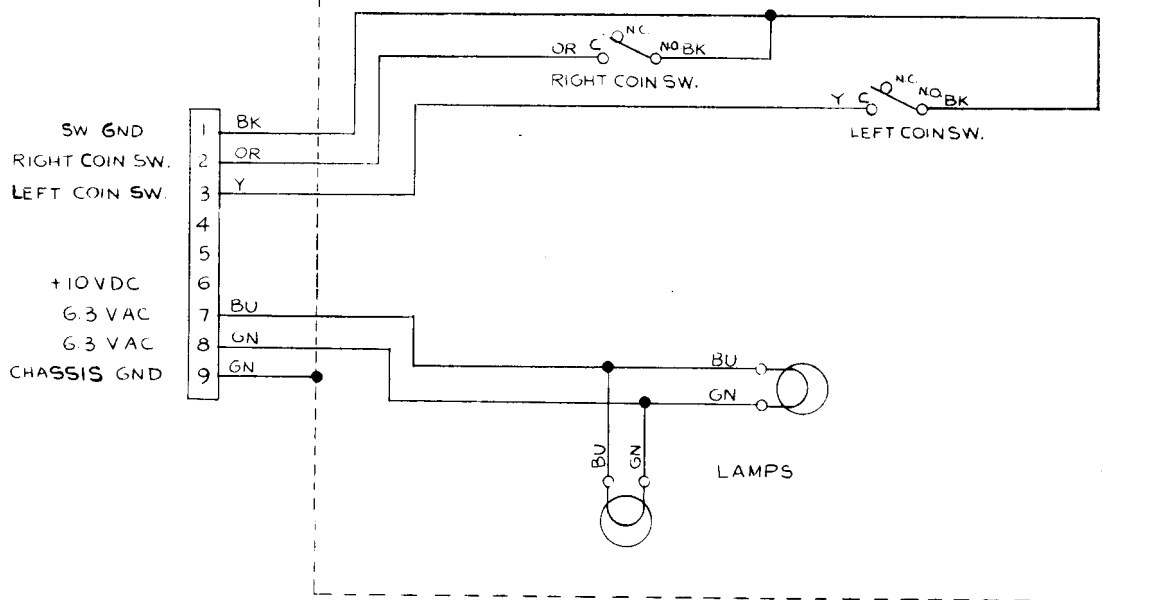 OR C N.C. N.O. BK
RIGHT COIN SW.
Y C N.C. N.O. BK
LEFT COIN SW.
SW GND 1 BK
RIGHT COIN SW. 2 OR
LEFT COIN SW. 3 Y
4
5
+10VDC 6
6.3 VAC 7 BU
6.3 VAC 8 GN
CHASSIS GND 9 GN
BU
GN
BU GN
LAMPS